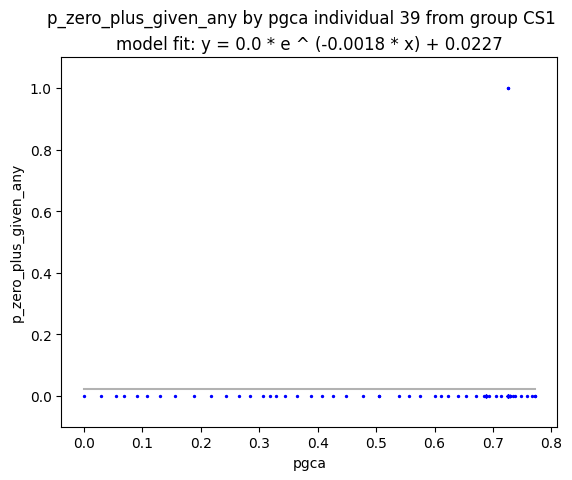 p_zero_plus_given_any by pgca individual 39 from group CS1
model fit: y = 0.0 * e ^ (-0.0018 * x) + 0.0227
1.0
0.8
0.6
0.4
0.2
0.0
p_zero_plus_given_any
0.0 0.1 0.2 0.3 0.4 0.5 0.6 0.7 0.8
pgca